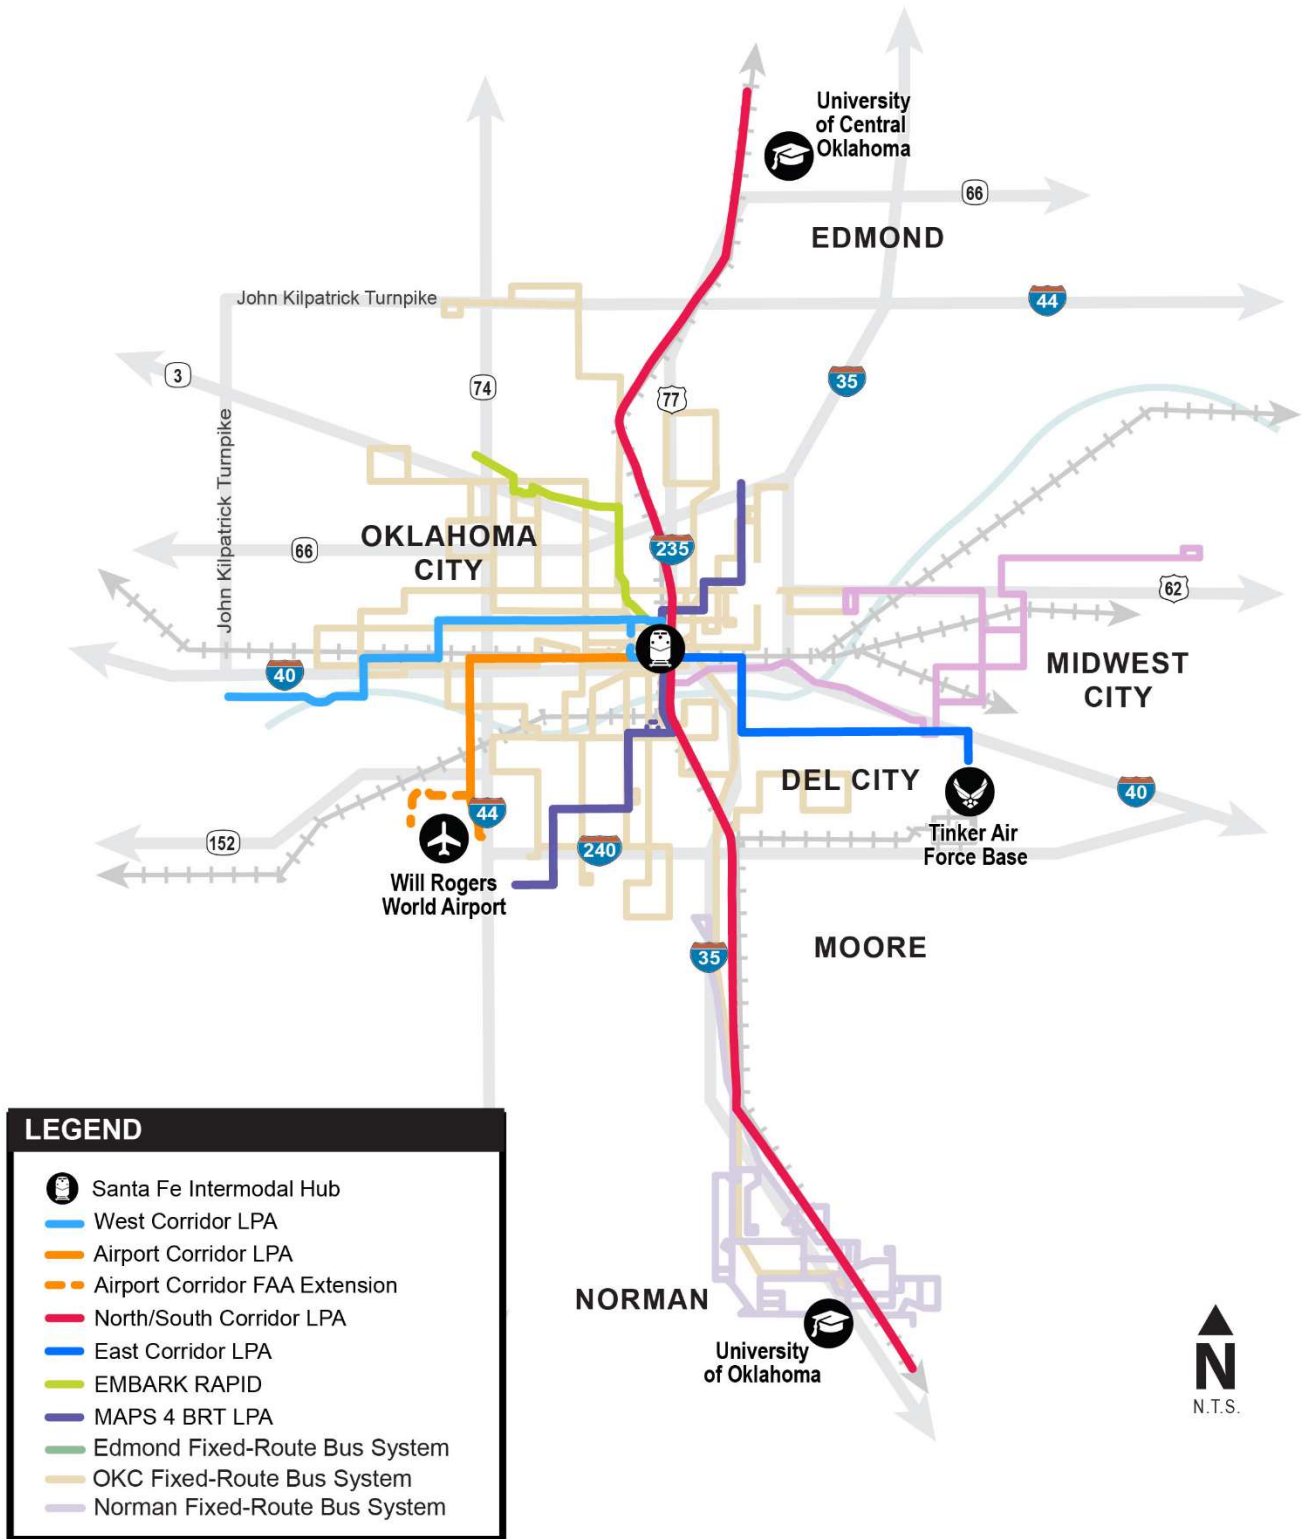 University
of Central
Oklahoma
66
EDMOND
John Kilpatrick Turnpike
44
3
74
77
35
John Kilpatrick Turnpike
OKLAHOMA
CITY
66
235
62
40
MIDWEST
CITY
DEL CITY
40
44
Tinker Air
Force Base
152
240
Will Rogers
World Airport
MOORE
35
LEGEND
Santa Fe Intermodal Hub
West Corridor LPA
Airport Corridor LPA
Airport Corridor FAA Extension
North/South Corridor LPA
East Corridor LPA
EMBARK RAPID
MAPS 4 BRT LPA
Edmond Fixed-Route Bus System
OKC Fixed-Route Bus System
Norman Fixed-Route Bus System
NORMAN
University
of Oklahoma
N
N.T.S.